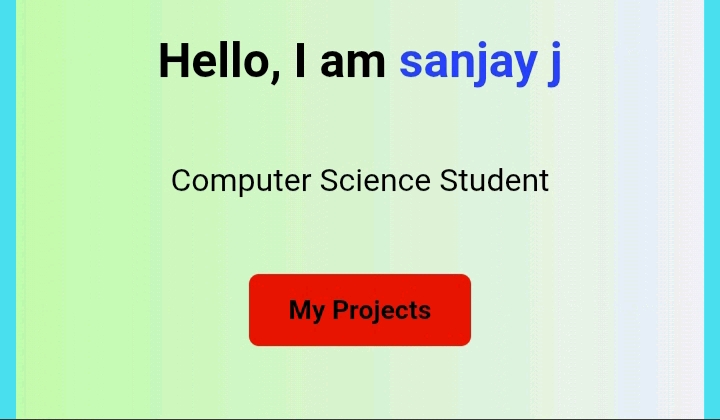 Hello, I am sanjay j
Computer Science Student
My Projects